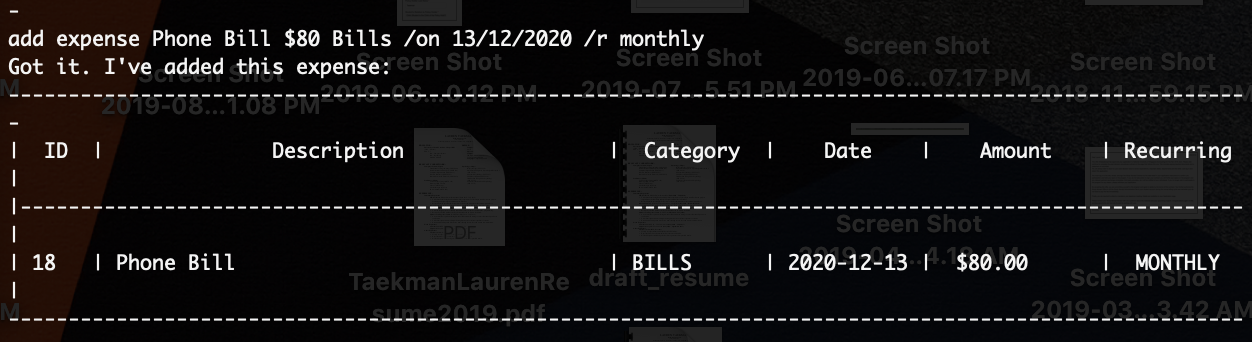 -
add expense Phone Bill $80 Bills /on 13/12/2020 /r monthly
Got it. I've added this expense:
Screen Shot
2019-08...1.08 PM
Screen Shot
2019-06...0.12 PM
Screen Shot
2019-07...5.51 PM
Screen Shot
2019-06...07.17 PM
Screen Shot
2018-11...59.15 PM
-----------------------------------------------------------------------------------------------------
-
| ID | Description | Category | Date | Amount | Recurring
|
|-----------------------------------------------------------------------------------------------------
|
| 18 | Phone Bill | BILLS | 2020-12-13 | $80.00 | MONTHLY
|
|-----------------------------------------------------------------------------------------------------
PDF
TaekmanLaurenRe
sume2019.pdf
draft_resume
Screen Shot
2019-04...4.18 AM
Screen Shot
2019-03...3.42 AM